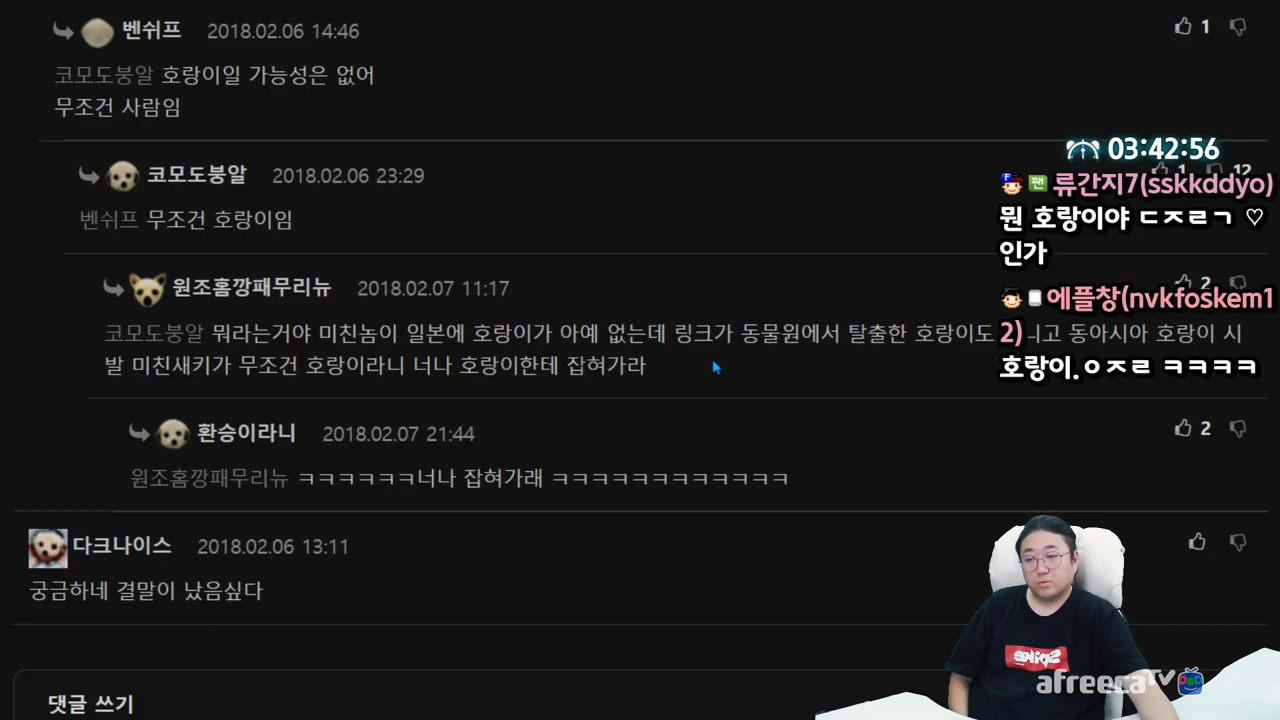 벤쉬프 2018.02.06 14:46 1
코모도붕알 호랑이일 가능성은 없어
무조건 사람임
03:42:56
코모도붕알 2018.02.06 23:29 1 12
벤쉬프 무조건 호랑이임
류간지7(sskkddyo)
뭔 호랑이야 ㄷㅈㄹㄱ ♡
인가
원조홈깡패무리뉴 2018.02.07 11:17 2
에플창(nvkfoskem1
2)
호랑이.ㅇㅈㄹ ㅋㅋㅋㅋ
코모도붕알 뭐라는거야 미친놈이 일본에 호랑이가 아예 없는데 링크가 동물원에서 탈출한 호랑이도 니고 동아시아 호랑이 시
발 미친새키가 무조건 호랑이라니 너나 호랑이한테 잡혀가라
환승이라니 2018.02.07 21:44 2
원조홈깡패무리뉴 ㅋㅋㅋㅋㅋㅋ너나 잡혀가래 ㅋㅋㅋㅋㅋㅋㅋㅋㅋㅋㅋㅋ
다크나이스 2018.02.06 13:11
궁금하네 결말이 났음싶다
afreecaTV
댓글 쓰기